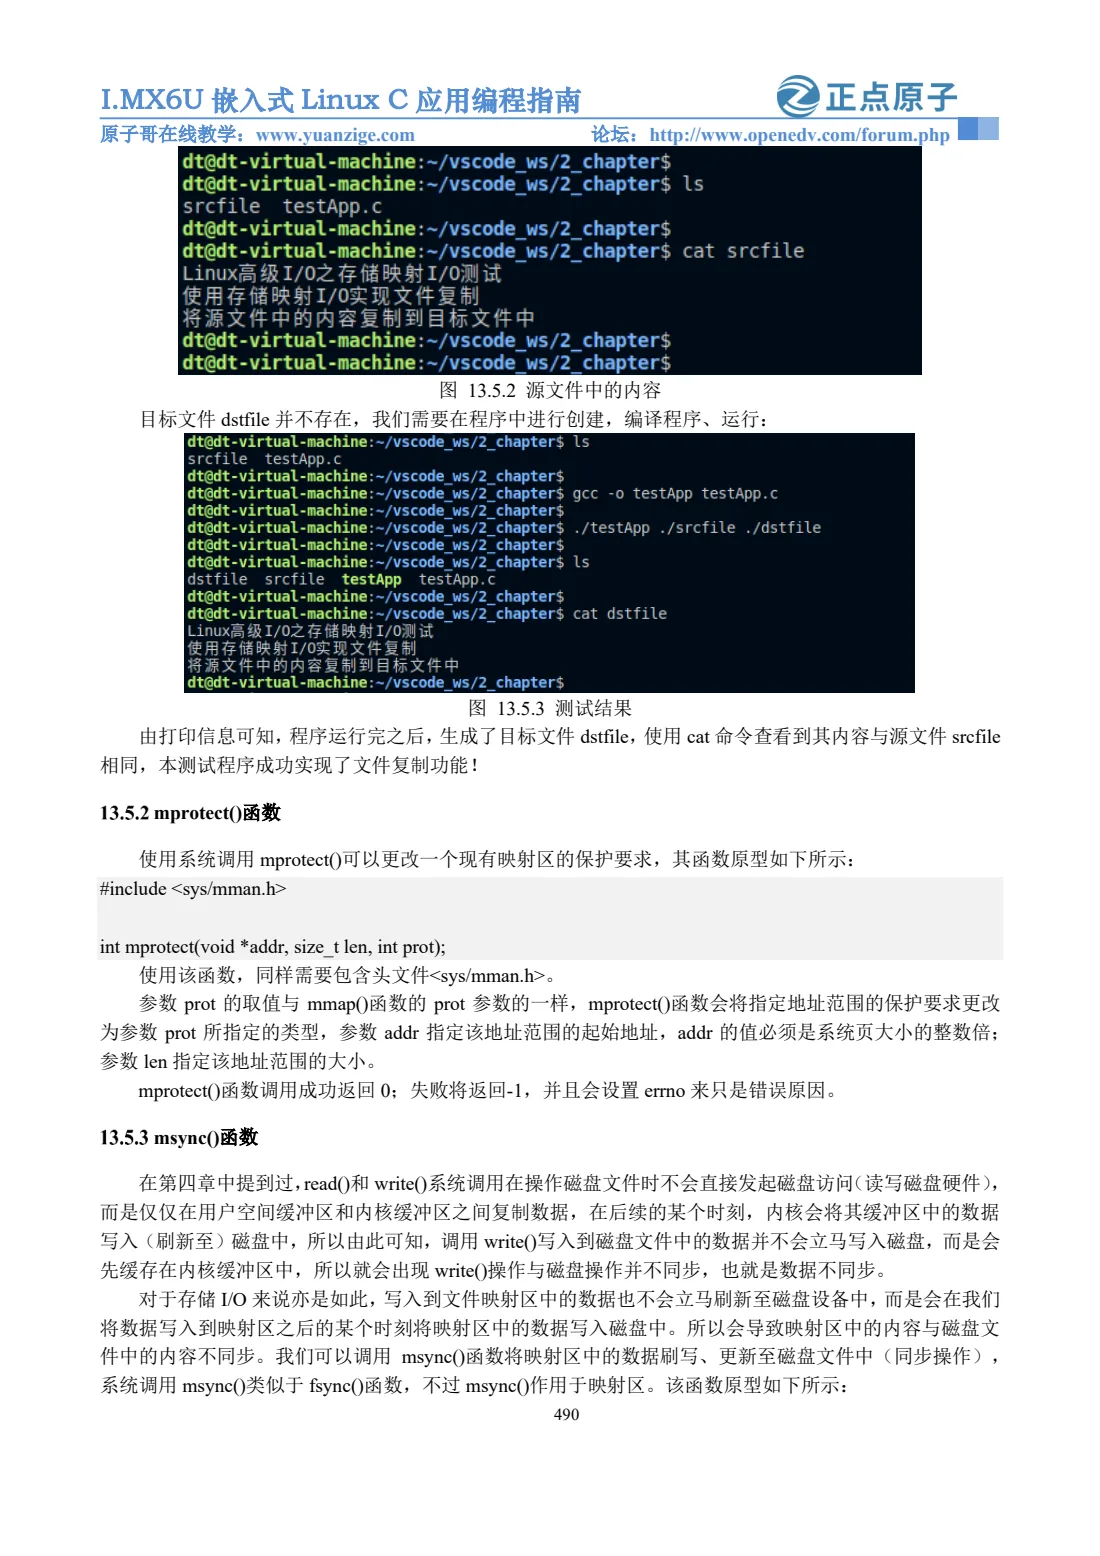 I.MX6U 嵌入式 Linux C 应用编程指南
正点原子
原子哥在线教学：www.yuanzige.com 论坛：http://www.openedv.com/forum.php
dt@dt-virtual-machine:~/vscode_ws/2_chapter$
dt@dt-virtual-machine:~/vscode_ws/2_chapter$ ls
srcfile testApp.c
dt@dt-virtual-machine:~/vscode_ws/2_chapter$
dt@dt-virtual-machine:~/vscode_ws/2_chapter$ cat srcfile
Linux高级I/O之存储映射I/O测试
使用存储映射I/O实现文件复制
将源文件中的内容复制到目标文件中
dt@dt-virtual-machine:~/vscode_ws/2_chapter$
dt@dt-virtual-machine:~/vscode_ws/2_chapter$
图 13.5.2 源文件中的内容
目标文件 dstfile 并不存在，我们需要在程序中进行创建，编译程序、运行：
dt@dt-virtual-machine:~/vscode_ws/2_chapter$ ls
srcfile testApp.c
dt@dt-virtual-machine:~/vscode_ws/2_chapter$
dt@dt-virtual-machine:~/vscode_ws/2_chapter$ gcc -o testApp testApp.c
dt@dt-virtual-machine:~/vscode_ws/2_chapter$
dt@dt-virtual-machine:~/vscode_ws/2_chapter$ ./testApp ./srcfile ./dstfile
dt@dt-virtual-machine:~/vscode_ws/2_chapter$
dt@dt-virtual-machine:~/vscode_ws/2_chapter$ ls
dstfile srcfile testApp testApp.c
dt@dt-virtual-machine:~/vscode_ws/2_chapter$
dt@dt-virtual-machine:~/vscode_ws/2_chapter$ cat dstfile
Linux高级I/O之存储映射I/O测试
使用存储映射I/O实现文件复制
将源文件中的内容复制到目标文件中
dt@dt-virtual-machine:~/vscode_ws/2_chapter$
图 13.5.3 测试结果
由打印信息可知，程序运行完之后，生成了目标文件 dstfile，使用 cat 命令查看到其内容与源文件 srcfile
相同，本测试程序成功实现了文件复制功能！
13.5.2 mprotect()函数
使用系统调用 mprotect()可以更改一个现有映射区的保护要求，其函数原型如下所示：
#include <sys/mman.h>
int mprotect(void *addr, size_t len, int prot);
使用该函数，同样需要包含头文件<sys/mman.h>。
参数 prot 的取值与 mmap()函数的 prot 参数的一样，mprotect()函数会将指定地址范围的保护要求更改
为参数 prot 所指定的类型，参数 addr 指定该地址范围的起始地址，addr 的值必须是系统页大小的整数倍；
参数 len 指定该地址范围的大小。
mprotect()函数调用成功返回 0；失败将返回-1，并且会设置 errno 来只是错误原因。
13.5.3 msync()函数
在第四章中提到过，read()和 write()系统调用在操作磁盘文件时不会直接发起磁盘访问（读写磁盘硬件），
而是仅仅在用户空间缓冲区和内核缓冲区之间复制数据，在后续的某个时刻，内核会将其缓冲区中的数据
写入（刷新至）磁盘中，所以由此可知，调用 write()写入到磁盘文件中的数据并不会立马写入磁盘，而是会
先缓存在内核缓冲区中，所以就会出现 write()操作与磁盘操作并不同步，也就是数据不同步。
对于存储 I/O 来说亦是如此，写入到文件映射区中的数据也不会立马刷新至磁盘设备中，而是会在我们
将数据写入到映射区之后的某个时刻将映射区中的数据写入磁盘中。所以会导致映射区中的内容与磁盘文
件中的内容不同步。我们可以调用 msync()函数将映射区中的数据刷写、更新至磁盘文件中（同步操作），
系统调用 msync()类似于 fsync()函数，不过 msync()作用于映射区。该函数原型如下所示：
490